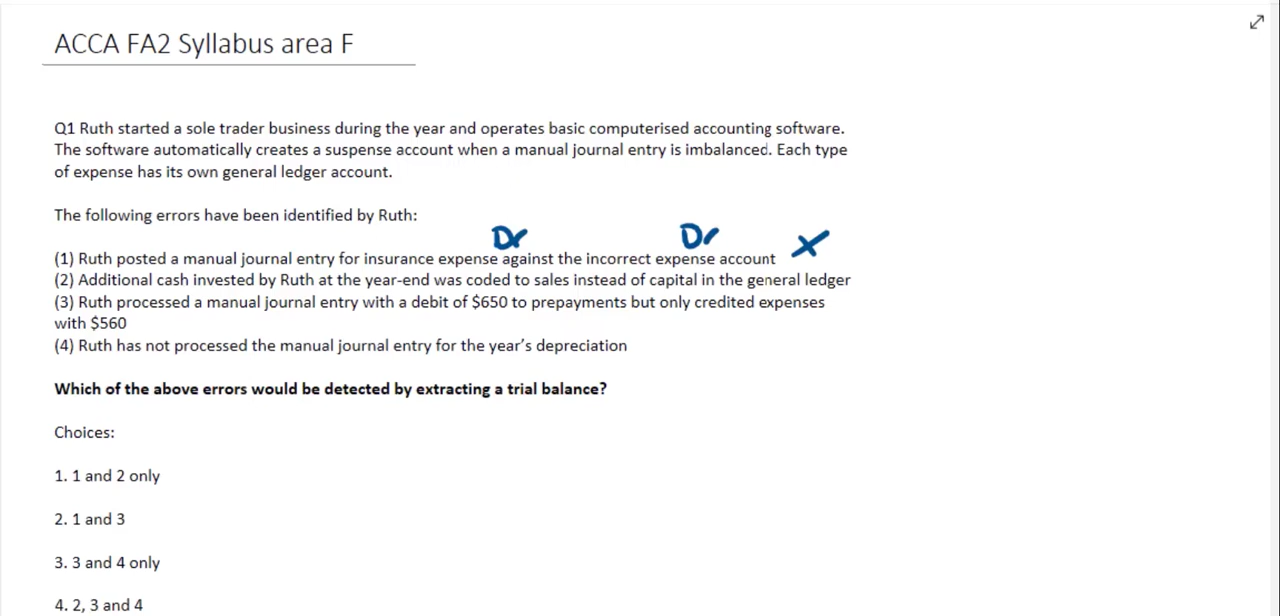 ACCA FA2 Syllabus area F
Q1 Ruth started a sole trader business during the year and operates basic computerised accounting software.
The software automatically creates a suspense account when a manual journal entry is imbalanced. Each type
of expense has its own general ledger account.
The following errors have been identified by Ruth:
Dr Dr X
(1) Ruth posted a manual journal entry for insurance expense against the incorrect expense account
(2) Additional cash invested by Ruth at the year-end was coded to sales instead of capital in the general ledger
(3) Ruth processed a manual journal entry with a debit of $650 to prepayments but only credited expenses
with $560
(4) Ruth has not processed the manual journal entry for the year's depreciation
Which of the above errors would be detected by extracting a trial balance?
Choices:
1. 1 and 2 only
2. 1 and 3
3. 3 and 4 only
4. 2, 3 and 4